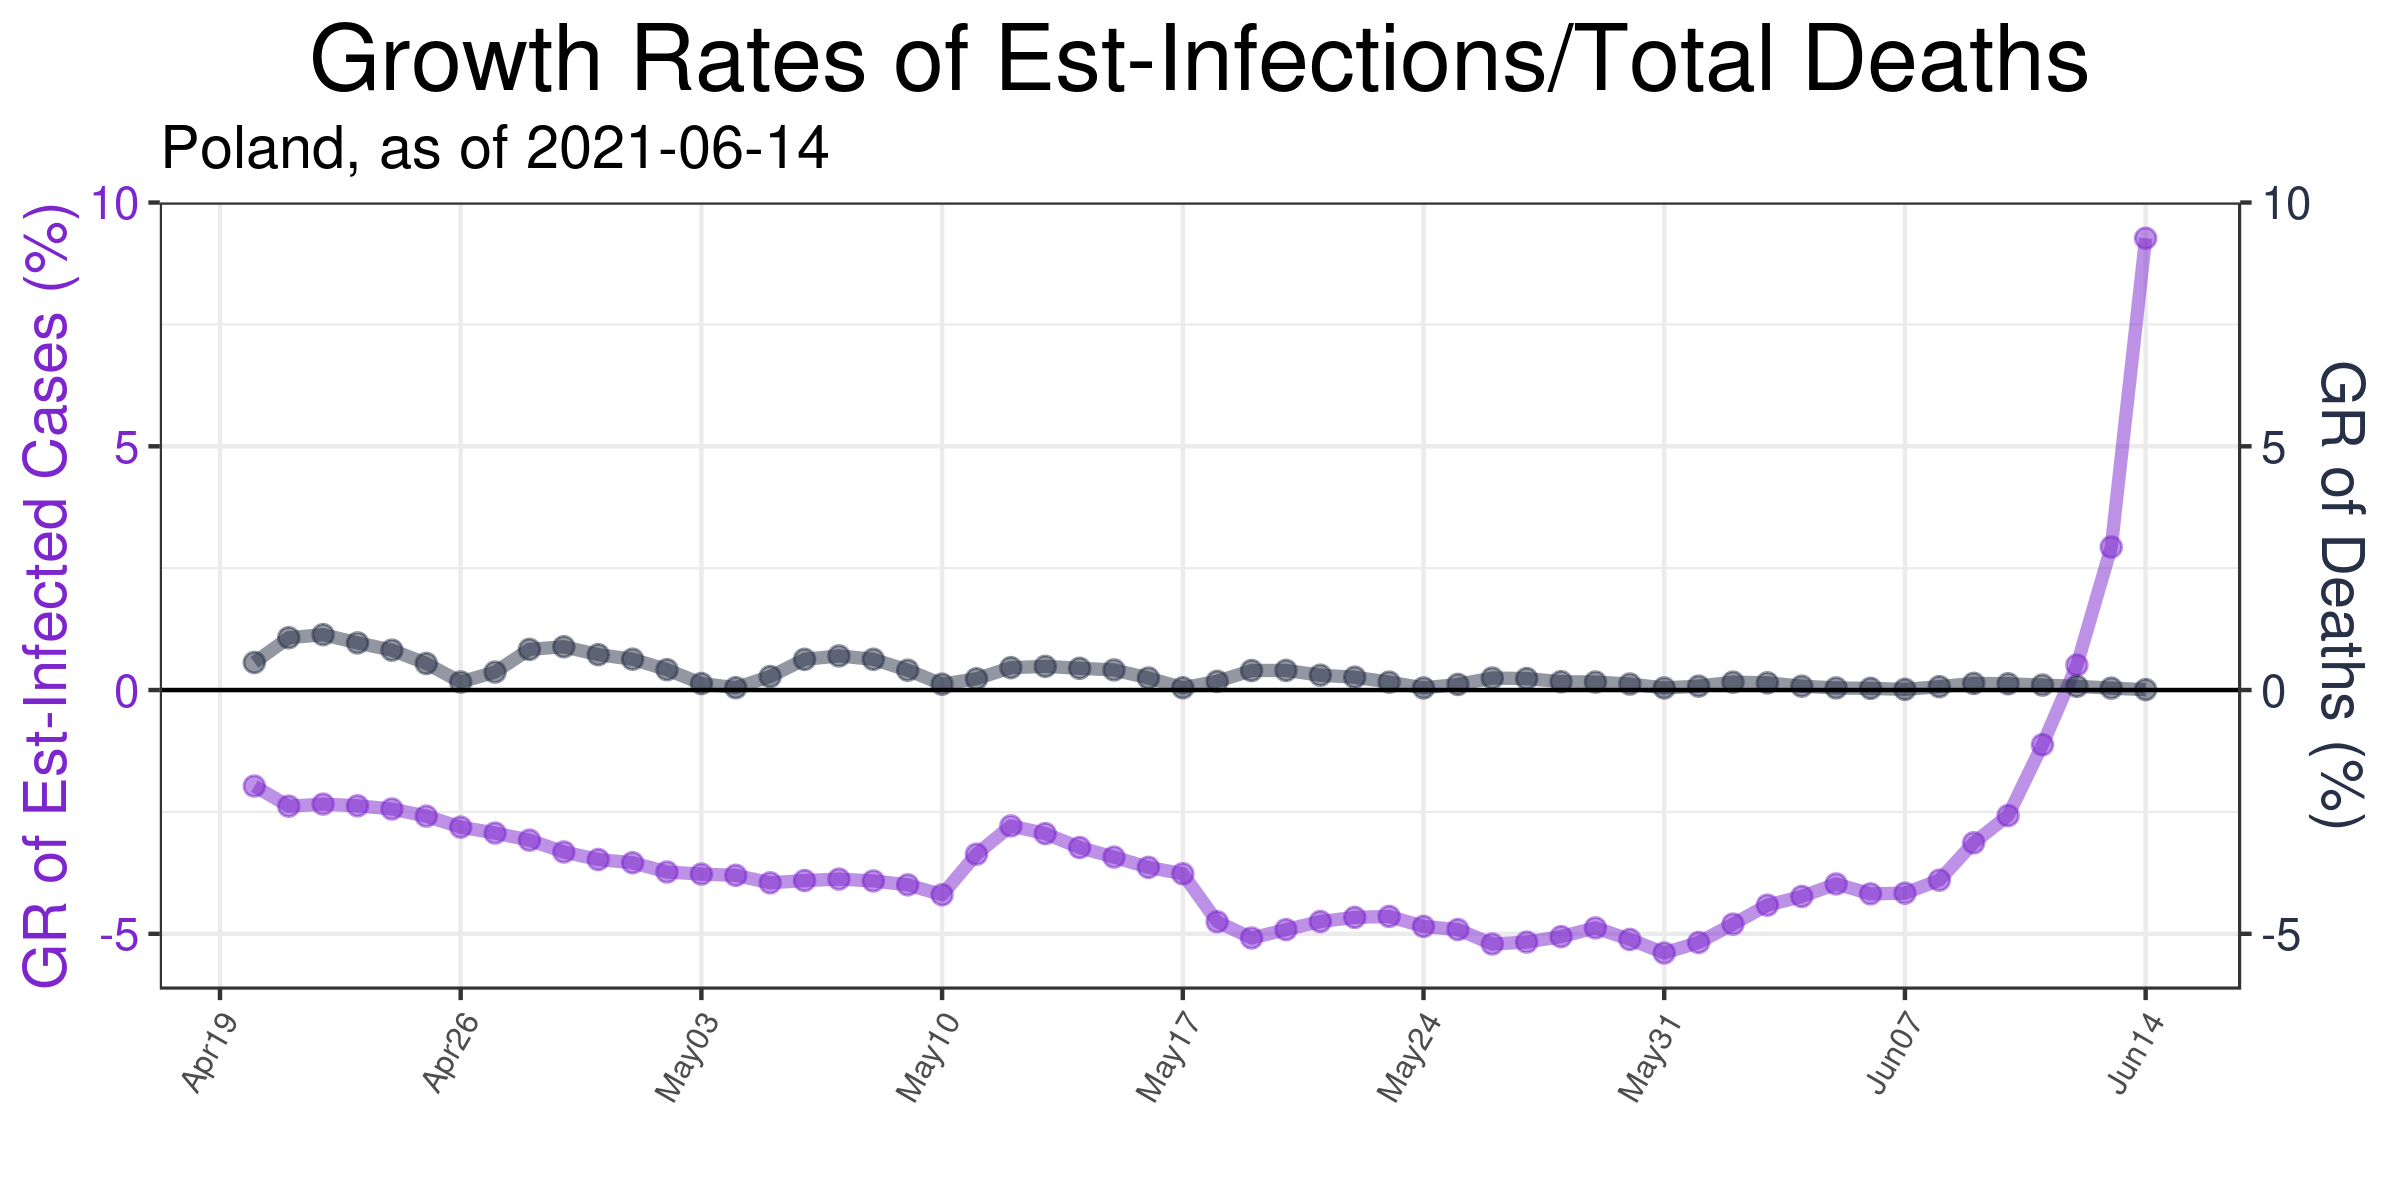 Growth Rates of Est-Infections/Total Deaths
Poland, as of 2021-06-14
GR of Est-Infected Cases (%)
10
5
0
-5
10
5
0
-5
GR of Deaths (%)
Apr19
Apr26
May03
May10
May17
May24
May31
Jun07
Jun14